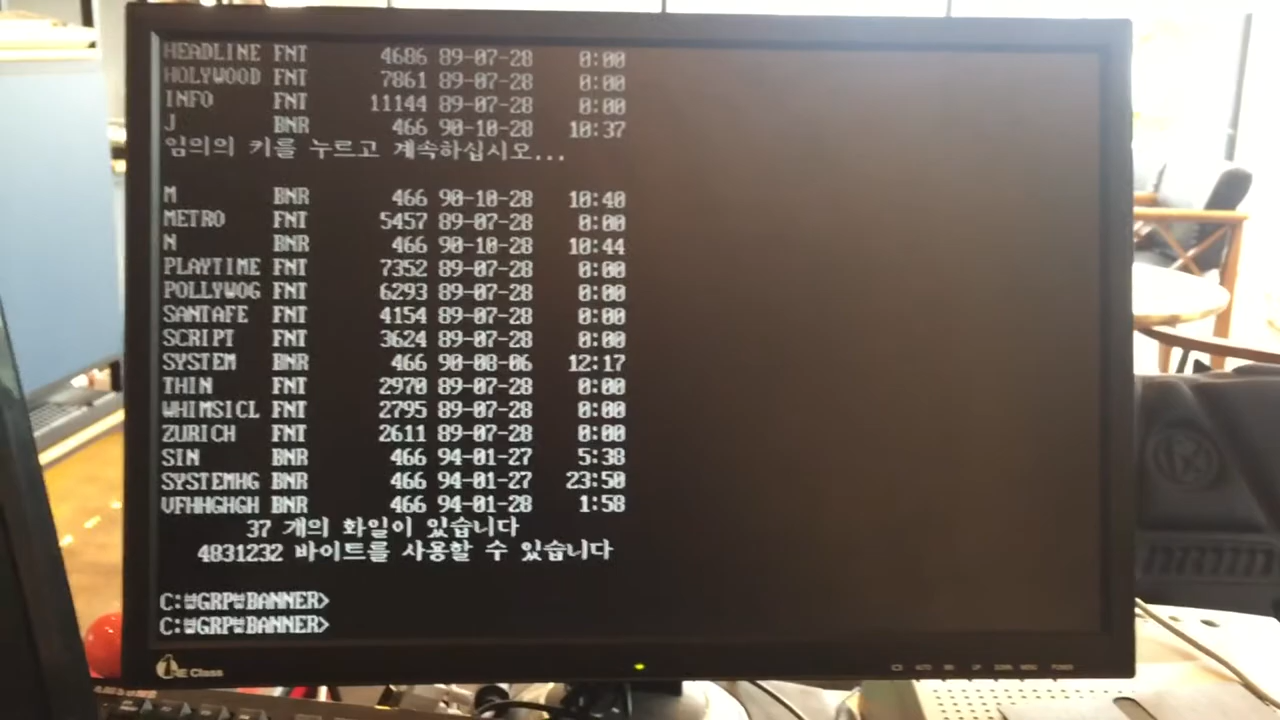 HEADLINE FNT 4686 89-07-28 0:00
HOLYWOOD FNT 7861 89-07-28 0:00
INFO FNT 11144 89-07-28 0:00
J BNR 466 90-10-28 10:37
임의의 키를 누르고 계속하십시오...
M BNR 466 90-10-28 10:40
METRO FNT 5457 89-07-28 0:00
N BNR 466 90-10-28 10:44
PLAYTIME FNT 7352 89-07-28 0:00
POLLYWOG FNT 6293 89-07-28 0:00
SANTAFE FNT 4154 89-07-28 0:00
SCRIPT FNT 3624 89-07-28 0:00
SYSTEM BNR 466 90-08-06 12:17
THIN FNT 2970 89-07-28 0:00
WHIMSICL FNT 2795 89-07-28 0:00
ZURICH FNT 2611 89-07-28 0:00
SIN BNR 466 94-01-27 5:38
SYSTEMHG BNR 466 94-01-27 23:50
VFHHGHGH BNR 466 94-01-28 1:58
37 개의 화일이 있습니다
4831232 바이트를 사용할 수 있습니다
C:₩GRP₩BANNER>
C:₩GRP₩BANNER>
Class